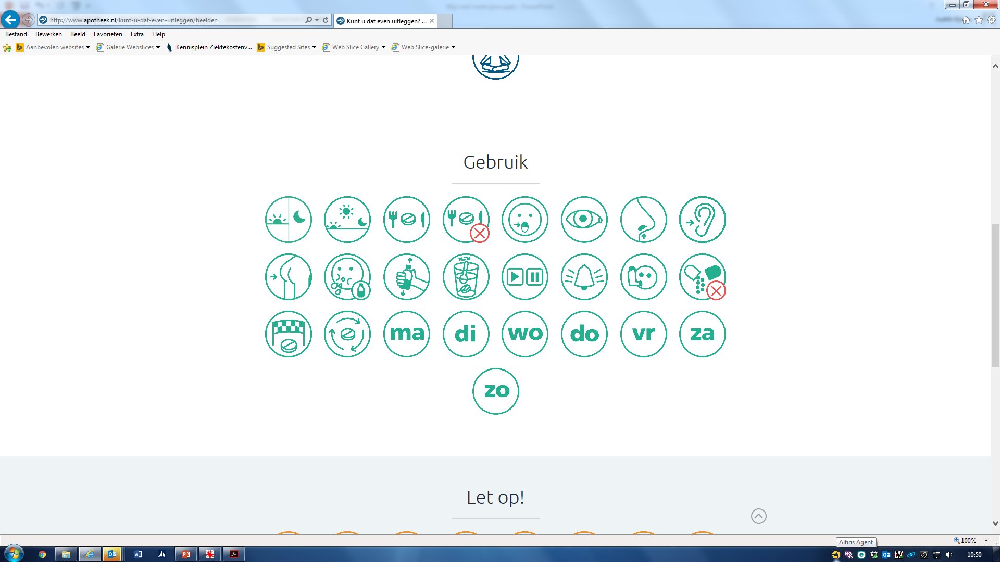 http://www.apotheek.nl/kunt-u-dat-even-uitleggen/beelden
Kunt u dat even uitleggen? ...
Bestand Bewerken Beeld Favorieten Extra Help
Aanbevolen websites Galerie Webslices Kennisplein Ziektekostenv... Suggested Sites Web Slice Gallery Web Slice-galerie
Gebruik
ma di wo do vr za
zo
Let op!
100%
Altiris Agent
10:50